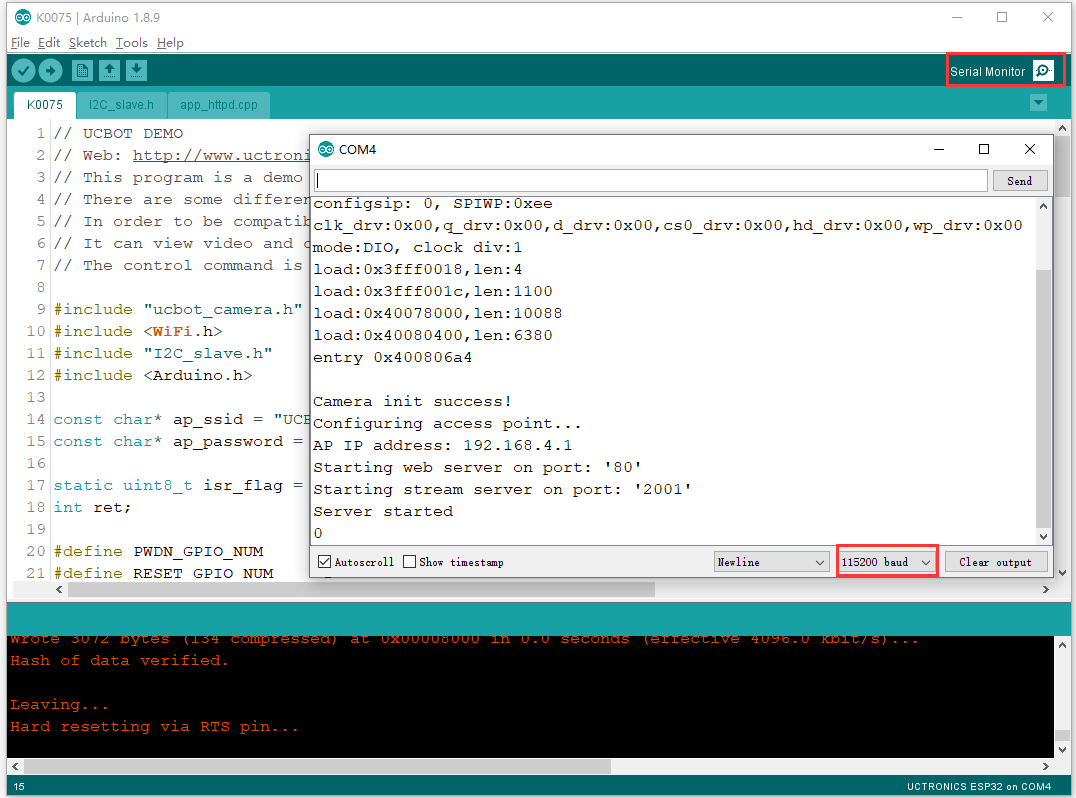 K0075 | Arduino 1.8.9
File Edit Sketch Tools Help
Serial Monitor
K0075 I2C_slave.h app_httpd.cpp
1 // UCBOT DEMO
2 // Web: http://www.uctroni
3 // This program is a demo
4 // There are some differen
5 // In order to be compatib
6 // It can view video and
7 // The control command is
8
9 #include "ucbot_camera.h"
10 #include <WiFi.h>
11 #include "I2C_slave.h"
12 #include <Arduino.h>
13
14 const char* ap_ssid = "UCB
15 const char* ap_password =
16
17 static uint8_t isr_flag =
18 int ret;
19
20 #define PWDN_GPIO_NUM
21 #define RESET_GPIO_NUM
COM4
Send
configsip: 0, SPIWP:0xee
clk_drv:0x00,q_drv:0x00,d_drv:0x00,cs0_drv:0x00,hd_drv:0x00,wp_drv:0x00
mode:DIO, clock div:1
load:0x3fff0018,len:4
load:0x3fff001c,len:1100
load:0x40078000,len:10088
load:0x40080400,len:6380
entry 0x400806a4
Camera init success!
Configuring access point...
AP IP address: 192.168.4.1
Starting web server on port: '80'
Starting stream server on port: '2001'
Server started
0
Autoscroll Show timestamp Newline 115200 baud Clear output
Wrote 3072 bytes (134 compressed) at 0x00008000 in 0.0 seconds (effective 4096.0 kbit/s)...
Hash of data verified.
Leaving...
Hard resetting via RTS pin...
15 UCTRONICS ESP32 on COM4